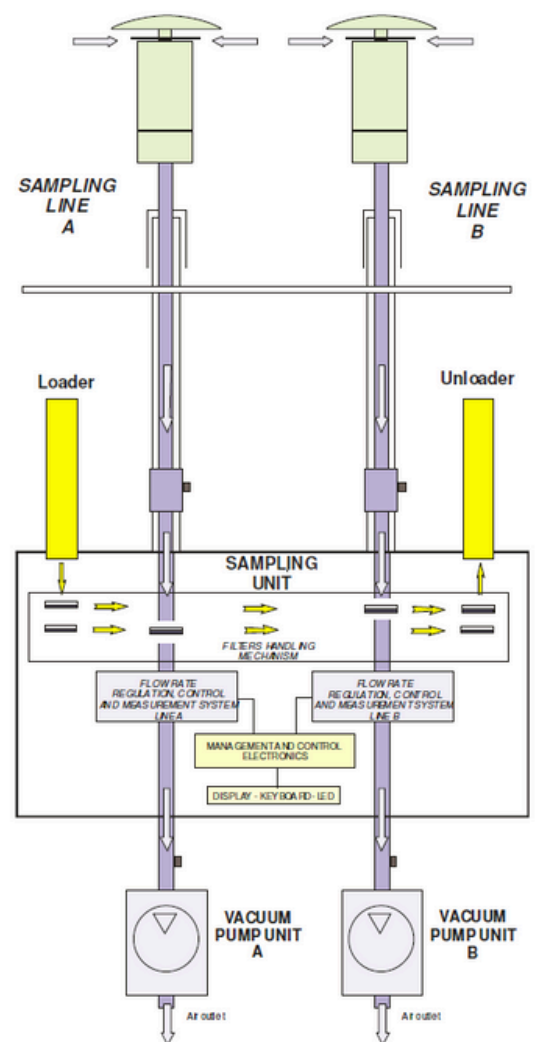 SAMPLING
LINE
A
SAMPLING
LINE
B
Loader
Unloader
SAMPLING
UNIT
FILTERS HANDLING
MECHANISM
FLOW RATE
REGULATION, CONTROL
AND MEASUREMENT SYSTEM
LINE A
FLOW RATE
REGULATION, CONTROL
AND MEASUREMENT SYSTEM
LINE B
MANAGEMENT AND CONTROL
ELECTRONICS
DISPLAY - KEYBOARD - LED
VACUUM
PUMP UNIT
A
VACUUM
PUMP UNIT
B
Air outlet
Air outlet